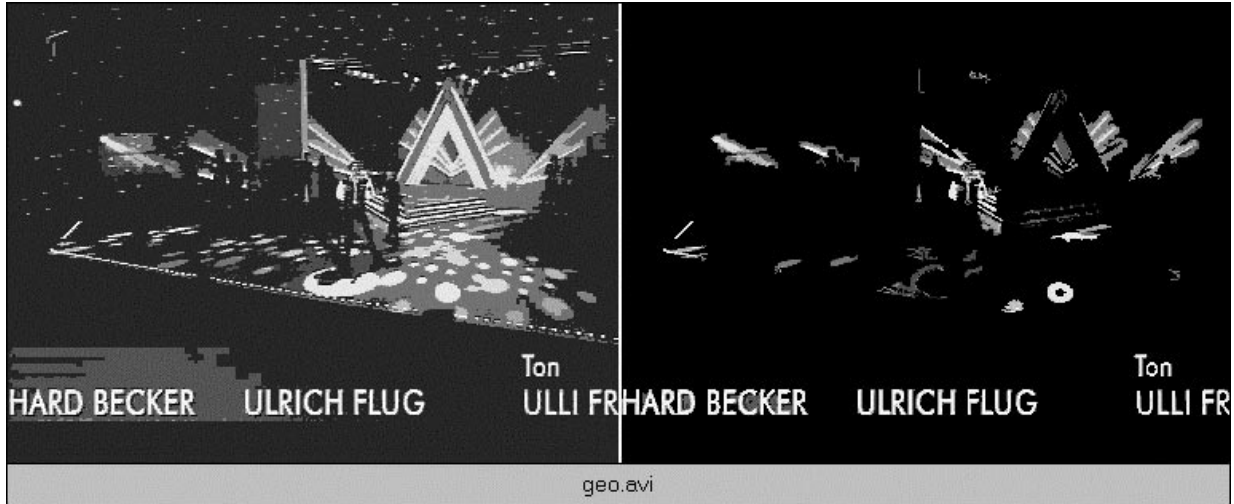 Ton
HARD BECKER ULRICH FLUG ULLI FR
Ton
HARD BECKER ULRICH FLUG ULLI FR
geo.avi